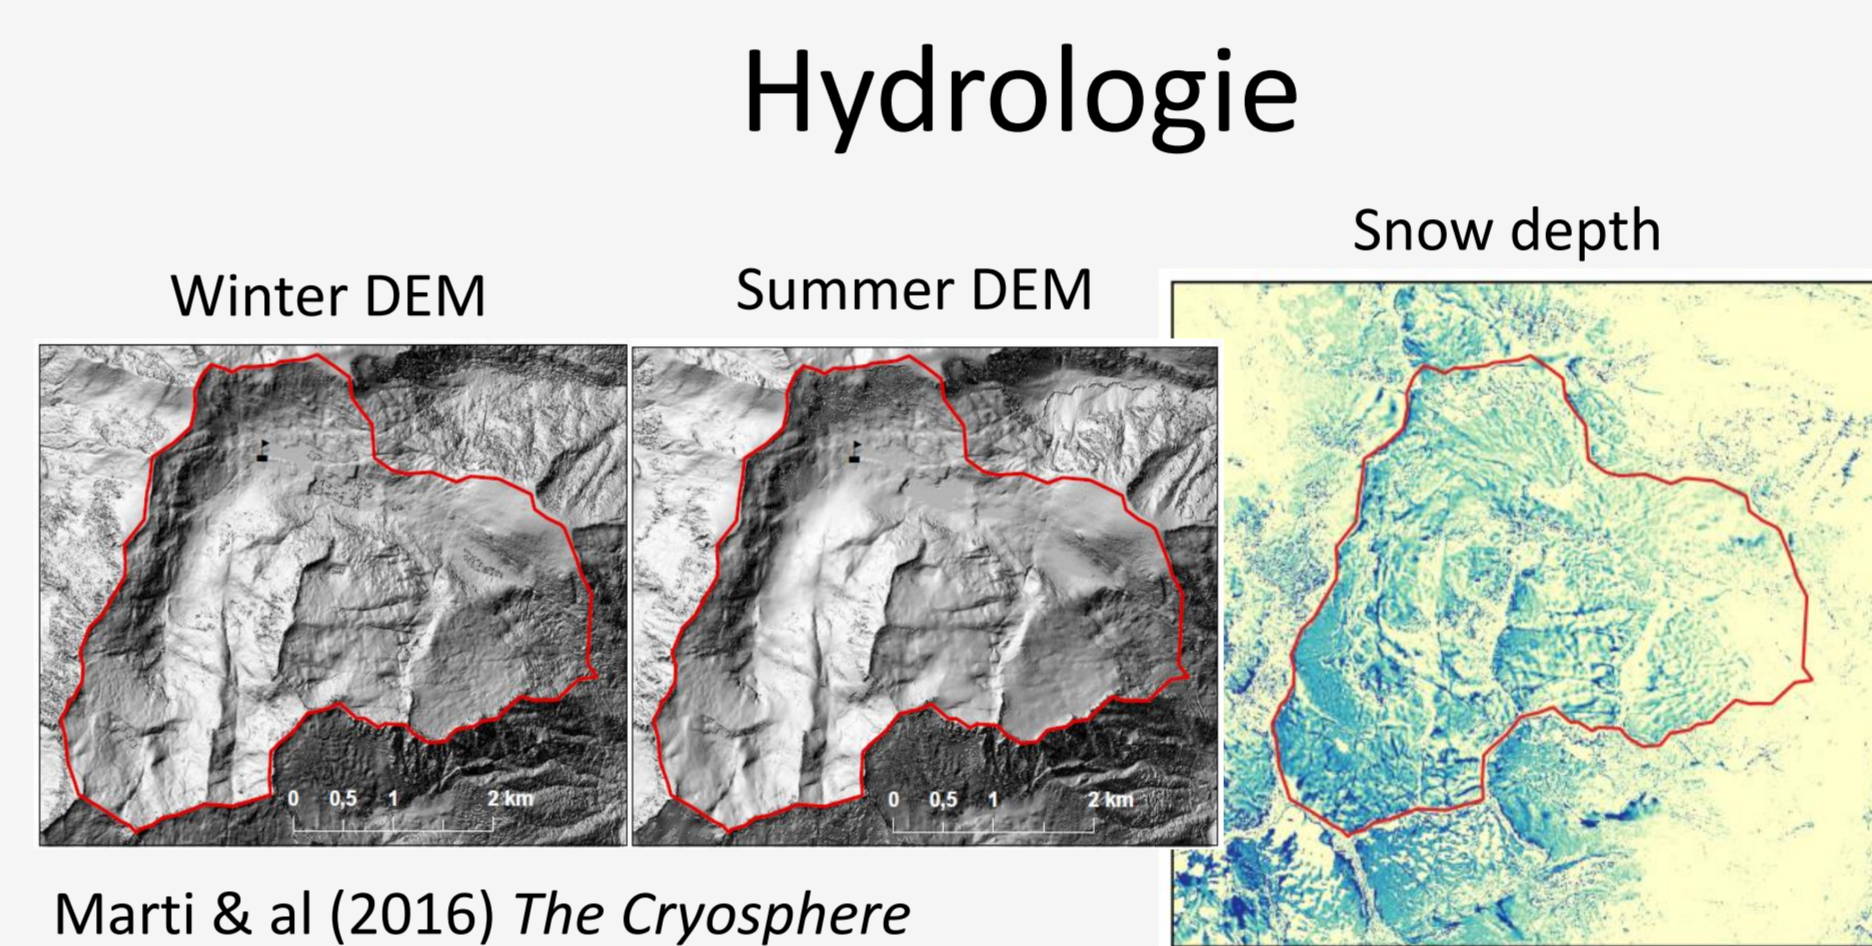 Hydrologie
Snow depth
Winter DEM
Summer DEM
0 0,5 1 2 km
0 0,5 1 2 km
Marti & al (2016) The Cryosphere